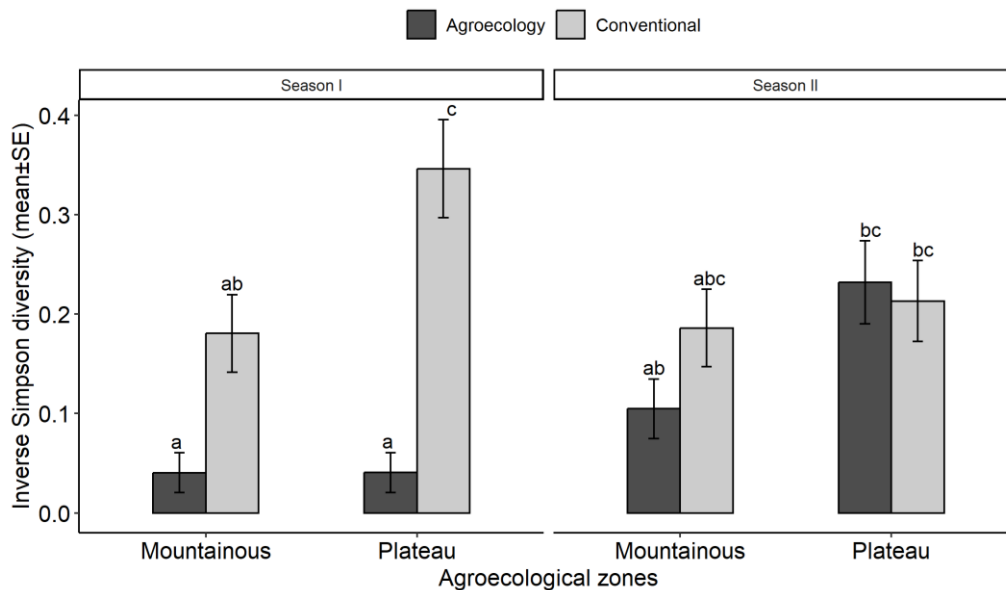 Agroecology Conventional
Season I
Season II
Inverse Simpson diversity (mean±SE)
0.4
0.3
0.2
0.1
0.0
a
ab
a
c
ab
abc
bc
bc
Mountainous
Plateau
Mountainous
Plateau
Agroecological zones